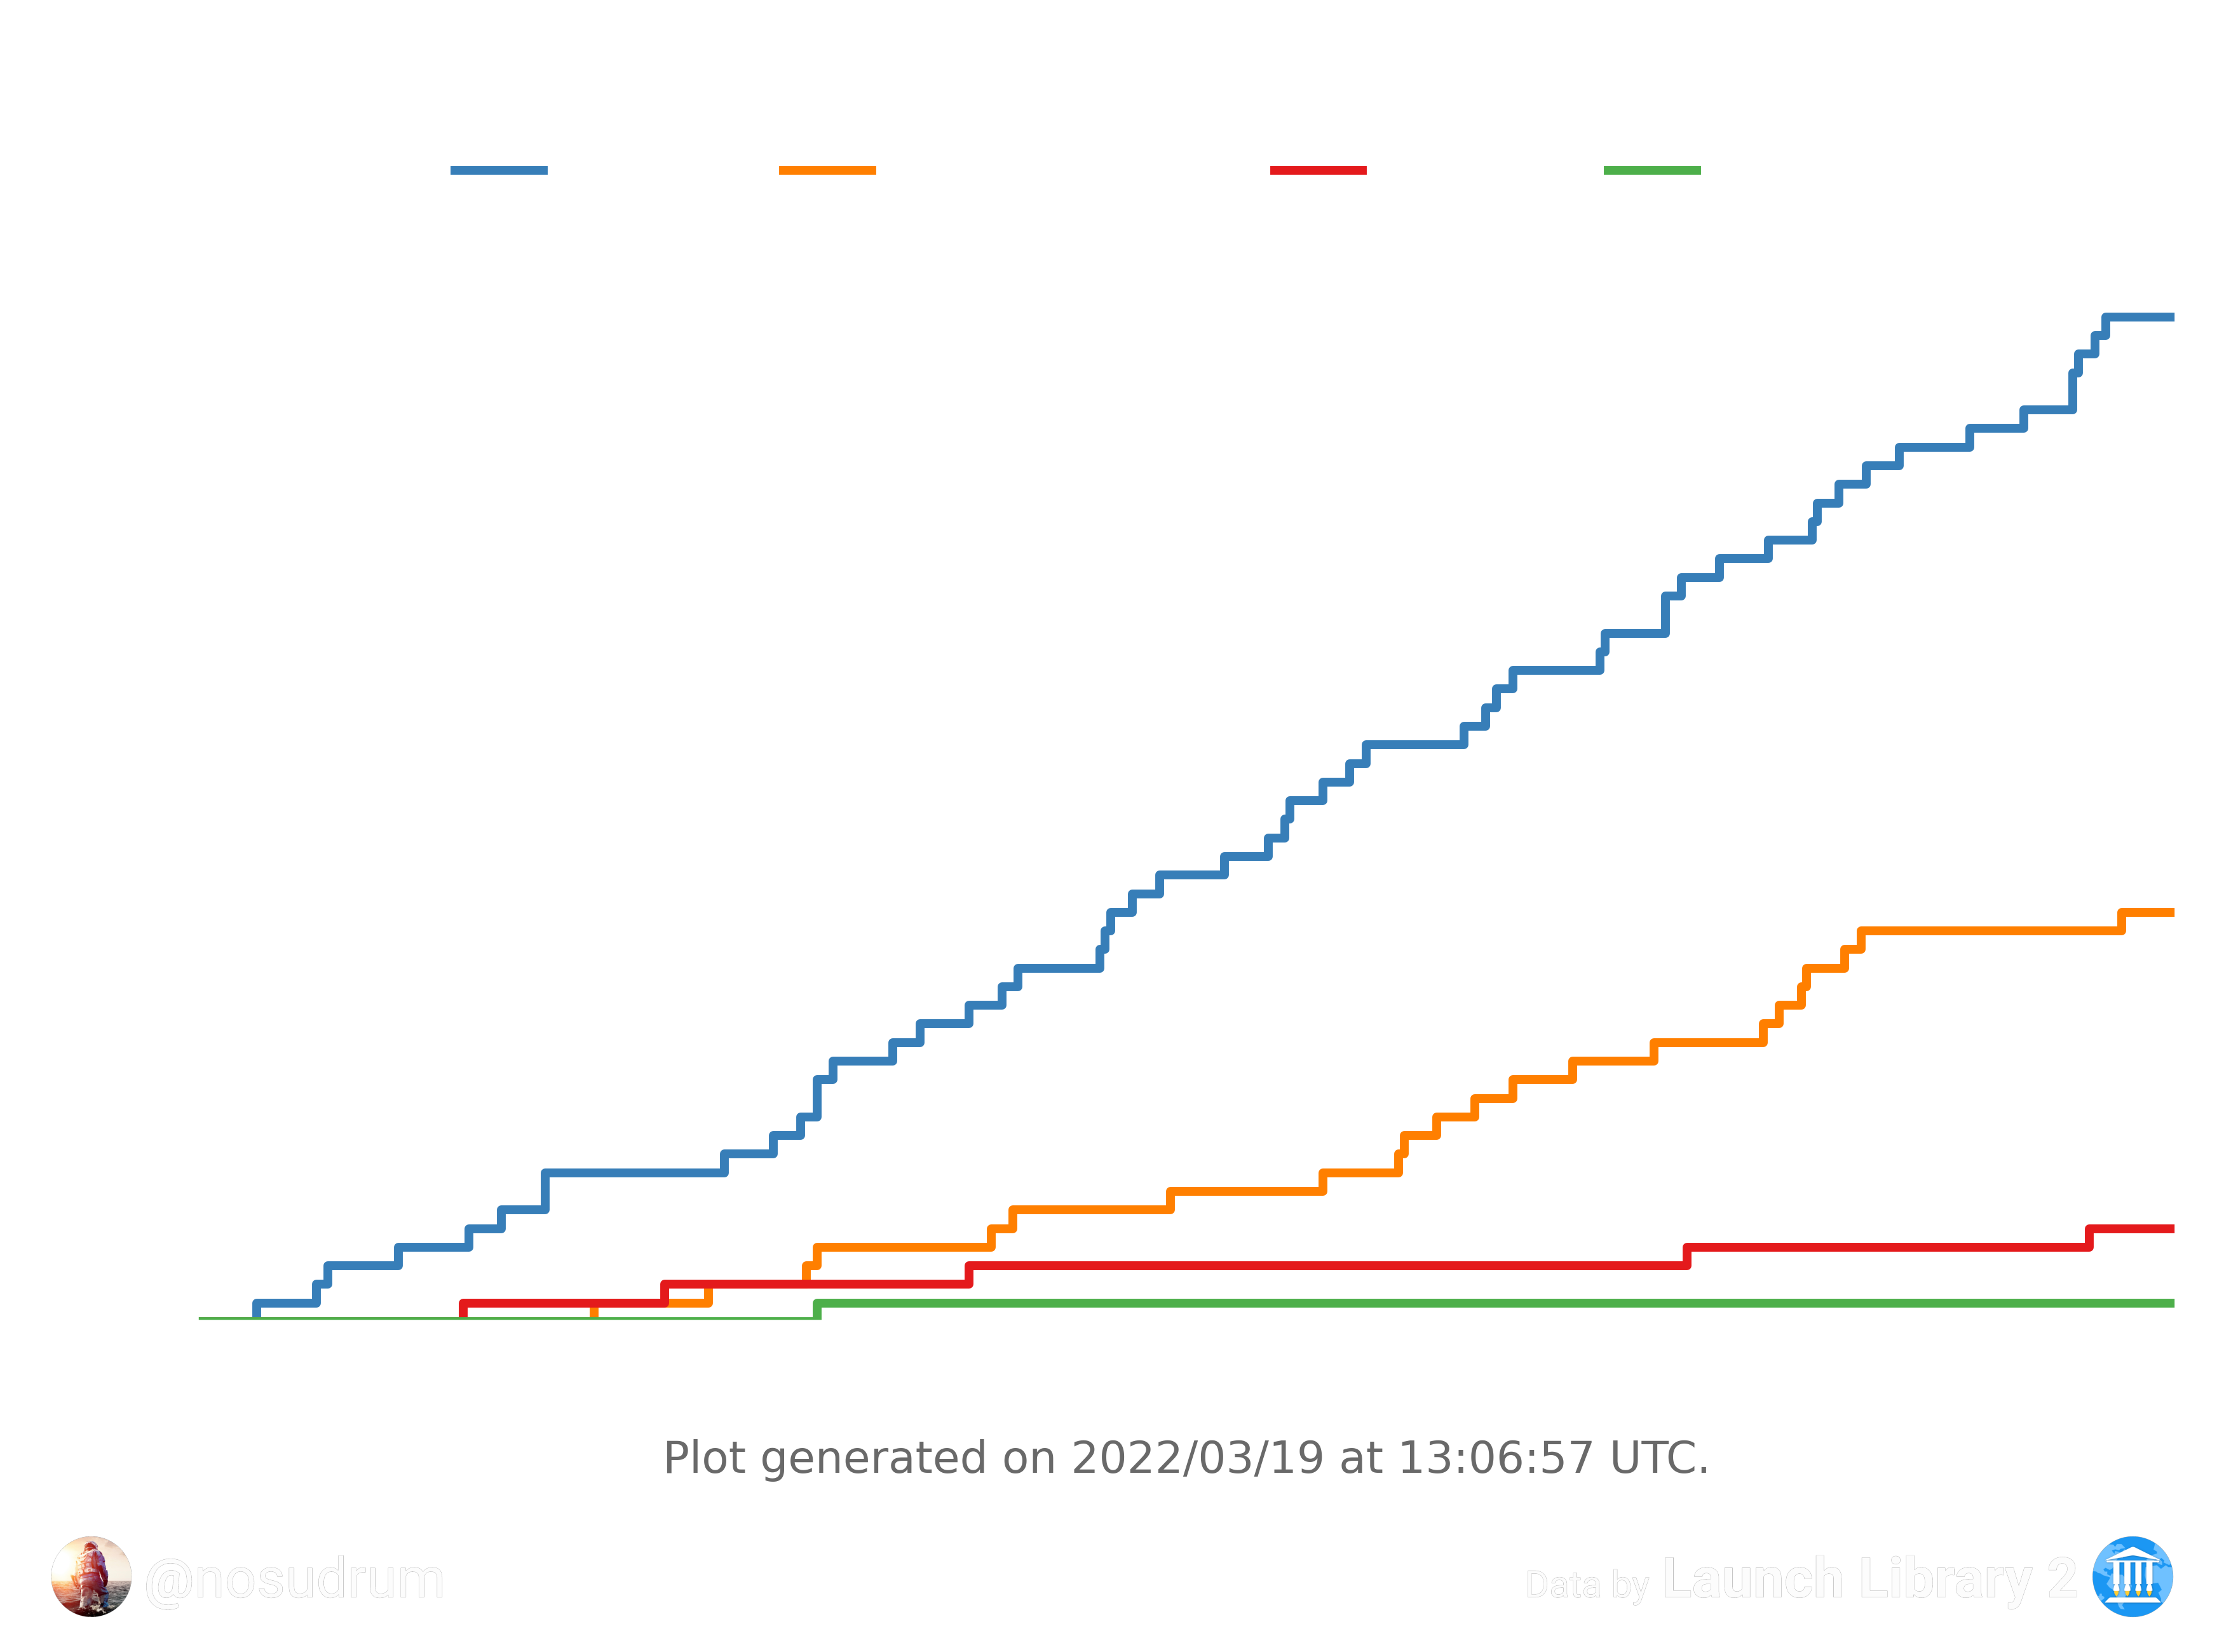 Plot generated on 2022/03/19 at 13:06:57 UTC.
@nosudrum
Data by Launch Library 2